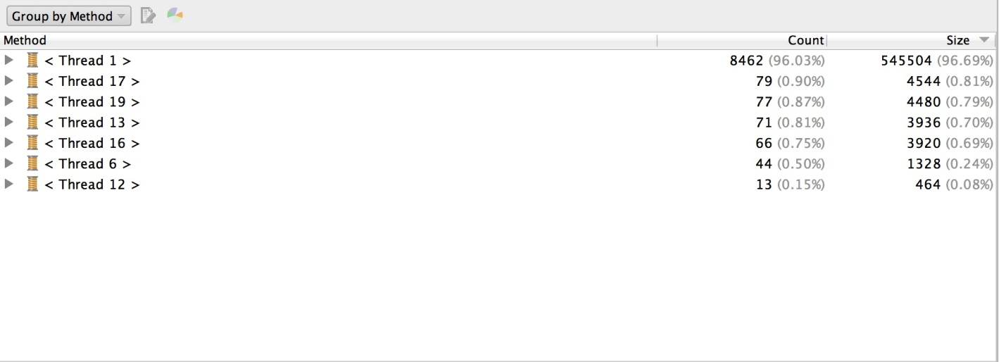 Group by Method
Method Count Size
< Thread 1 > 8462 (96.03%) 545504 (96.69%)
< Thread 17 > 79 (0.90%) 4544 (0.81%)
< Thread 19 > 77 (0.87%) 4480 (0.79%)
< Thread 13 > 71 (0.81%) 3936 (0.70%)
< Thread 16 > 66 (0.75%) 3920 (0.69%)
< Thread 6 > 44 (0.50%) 1328 (0.24%)
< Thread 12 > 13 (0.15%) 464 (0.08%)